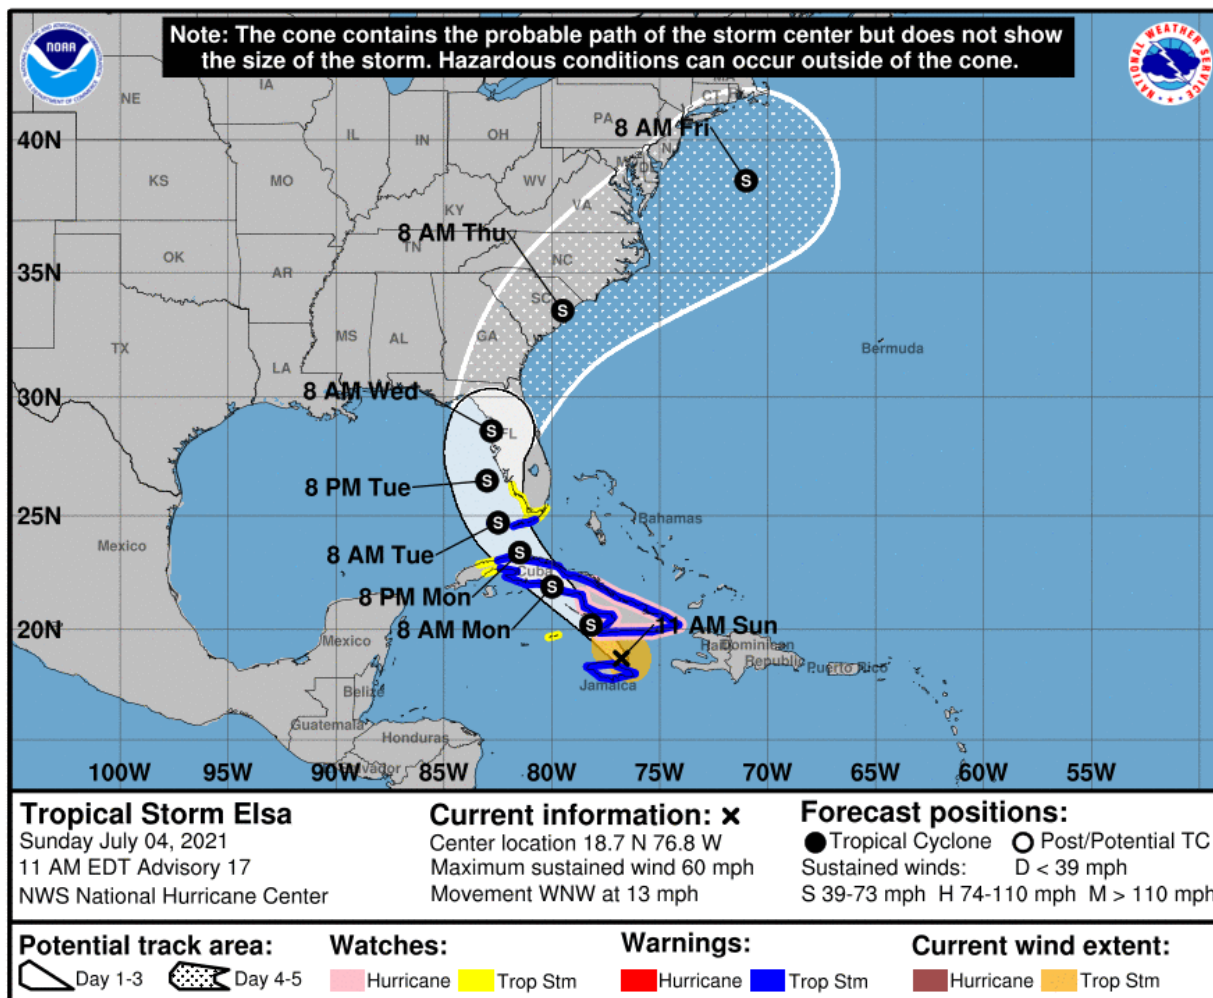 Note: The cone contains the probable path of the storm center but does not show
the size of the storm. Hazardous conditions can occur outside of the cone.
NOAA
NATIONAL WEATHER SERVICE
NE
IA
IL
IN
OH
PA
MA
CT
40N
8 AM Fri
KS
MO
WV
KY
VA
DE
8 AM Thu
TN
NC
35N
OK
AR
SC
MS
AL
GA
TX
LA
Bermuda
30N
8 AM Wed
FL
8 PM Tue
25N
Bahamas
Mexico
8 AM Tue
Cuba
8 PM Mon
20N
8 AM Mon
11 AM Sun
Mexico
Dominican
Republic
Puerto Rico
Jamaica
Belize
Guatemala
Honduras
100W 95W 90W 85W 80W 75W 70W 65W 60W 55W
Tropical Storm Elsa
Sunday July 04, 2021
11 AM EDT Advisory 17
NWS National Hurricane Center
Current information: x
Center location 18.7 N 76.8 W
Maximum sustained wind 60 mph
Movement WNW at 13 mph
Forecast positions:
Tropical Cyclone Post/Potential TC
Sustained winds: D < 39 mph
S 39-73 mph H 74-110 mph M > 110 mph
Potential track area:
Day 1-3 Day 4-5
Watches:
Hurricane Trop Stm
Warnings:
Hurricane Trop Stm
Current wind extent:
Hurricane Trop Stm